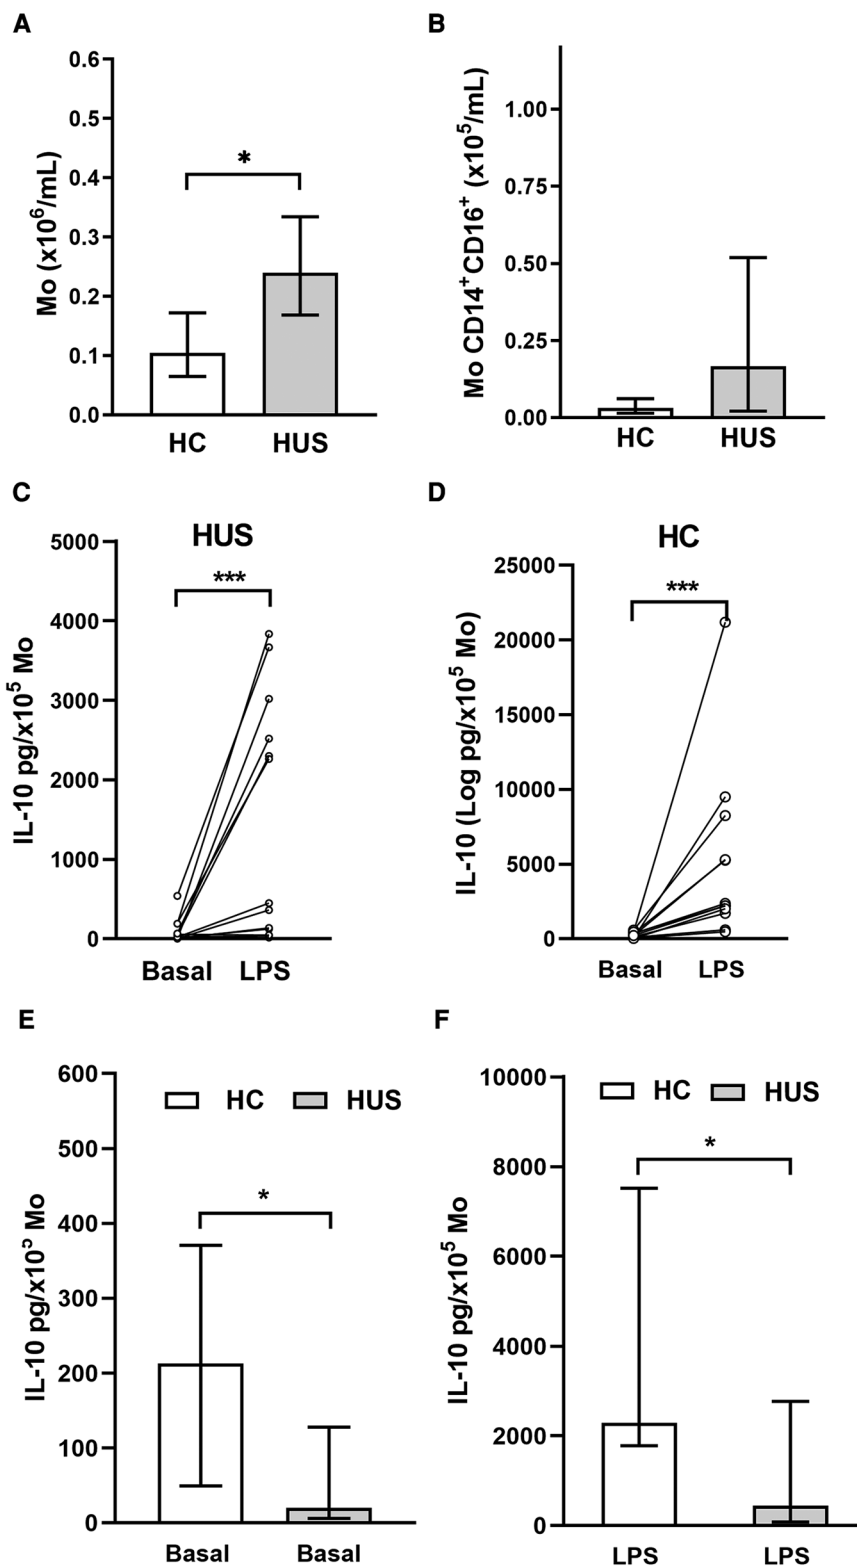 A
Mo (x10⁶/mL)
0.6
0.5
0.4
0.3
0.2
0.1
0.0
*
HC HUS
B
Mo CD14⁺CD16⁺ (x10⁵/mL)
1.00
0.75
0.50
0.25
0.00
HC HUS
C
HUS
IL-10 pg/x10⁵ Mo
5000
4000
3000
2000
1000
0
***
Basal LPS
D
HC
IL-10 (Log pg/x10⁵ Mo)
25000
20000
15000
10000
5000
0
***
Basal LPS
E
IL-10 pg/x10⁵ Mo
600
500
400
300
200
100
0
HC HUS
*
Basal Basal
F
IL-10 pg/x10⁵ Mo
10000
8000
6000
4000
2000
0
HC HUS
*
LPS LPS